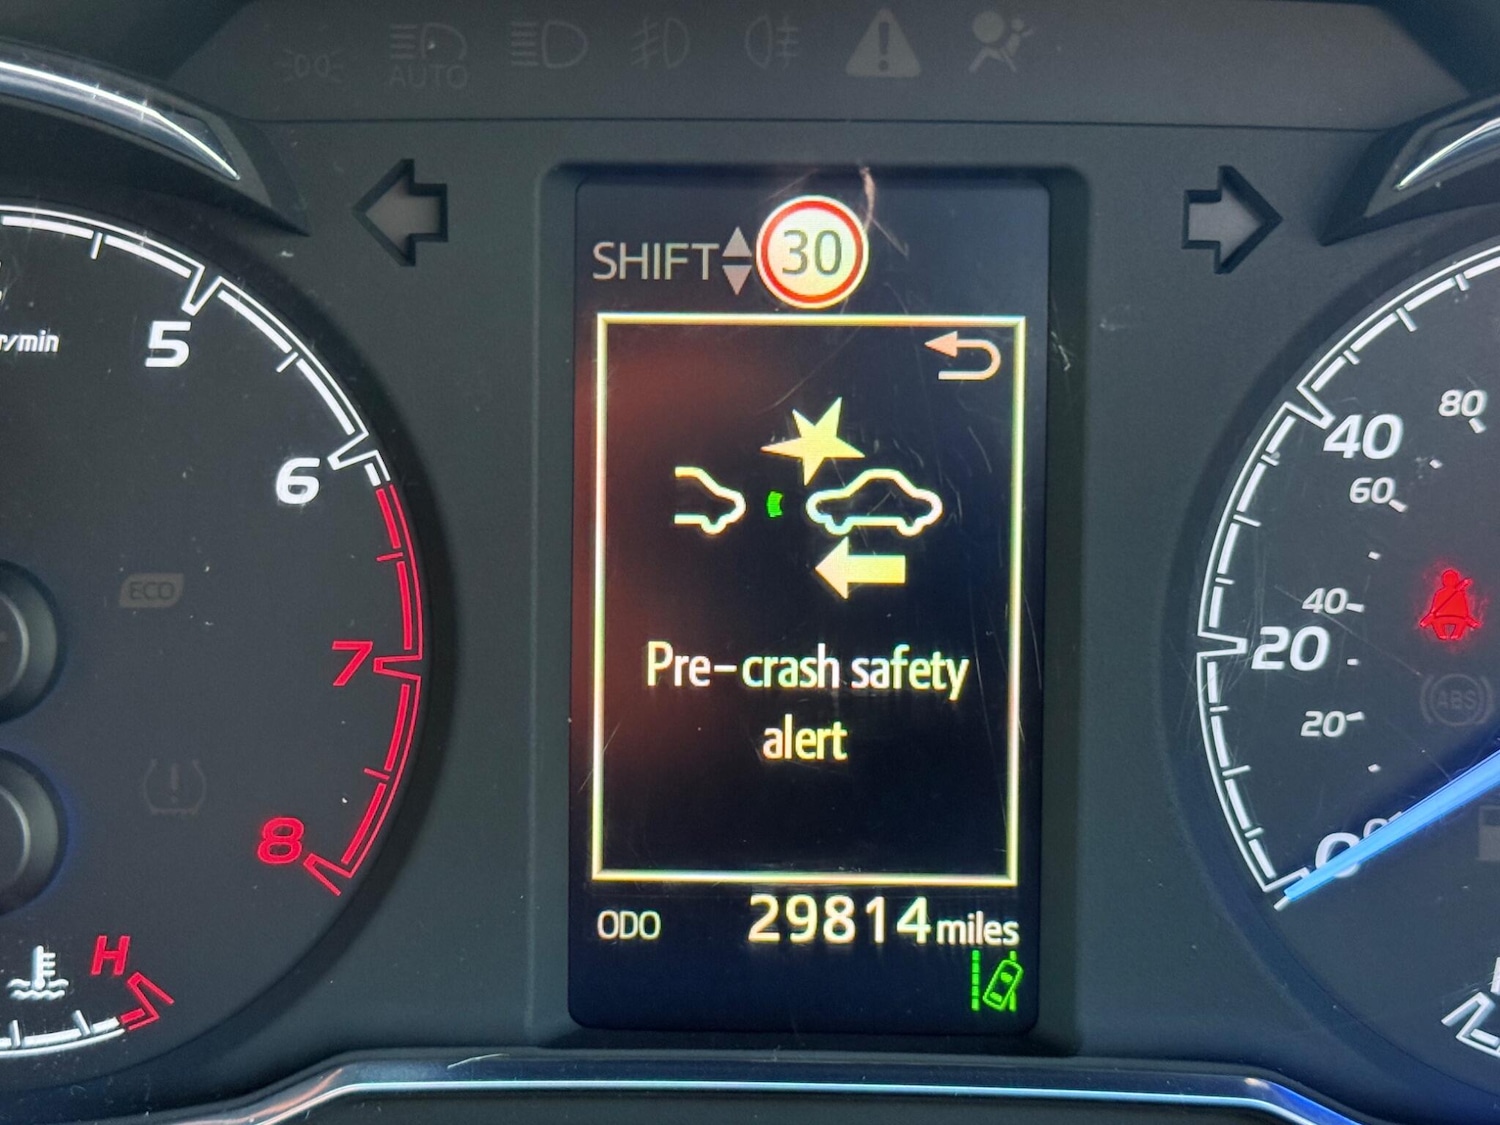 AUTO
SHIFT 30
r/min
5
6
7
8
ECO
H
Pre-crash safety
alert
ODO 29814 miles
80
40
60
40
20
20
0
ABS